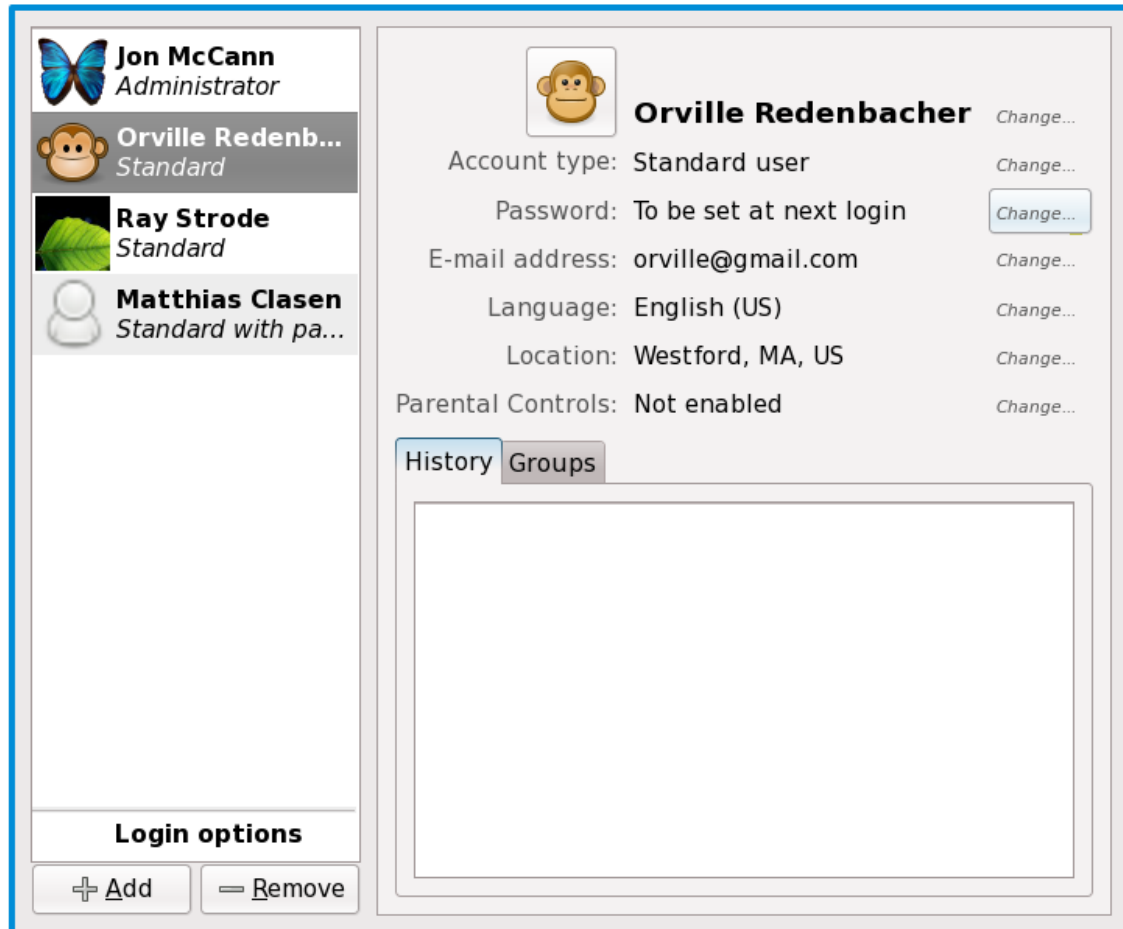 Jon McCann
Administrator
Orville Redenb...
Standard
Ray Strode
Standard
Matthias Clasen
Standard with pa...
Login options
Add
Remove
Orville Redenbacher Change...
Account type: Standard user Change...
Password: To be set at next login Change...
E-mail address: orville@gmail.com Change...
Language: English (US) Change...
Location: Westford, MA, US Change...
Parental Controls: Not enabled Change...
History Groups